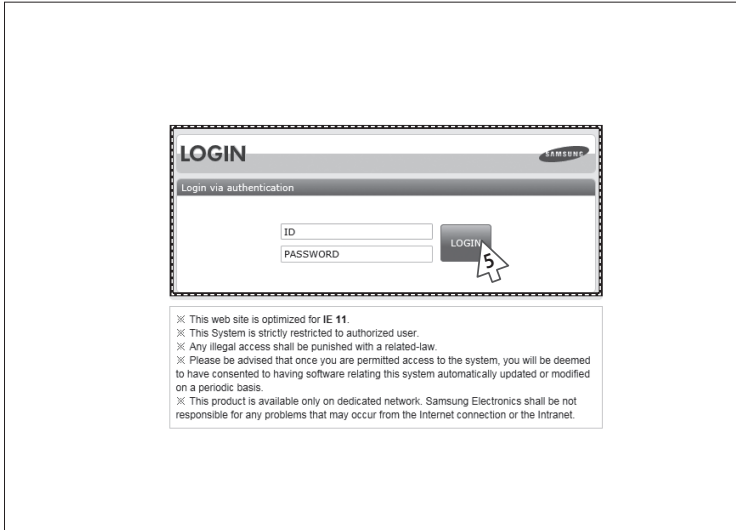 LOGIN
SAMSUNG
Login via authentication
ID
PASSWORD
LOGIN
5
※ This web site is optimized for IE 11.
※ This System is strictly restricted to authorized user.
※ Any illegal access shall be punished with a related-law.
※ Please be advised that once you are permitted access to the system, you will be deemed
to have consented to having software relating this system automatically updated or modified
on a periodic basis.
※ This product is available only on dedicated network. Samsung Electronics shall be not
responsible for any problems that may occur from the Internet connection or the Intranet.